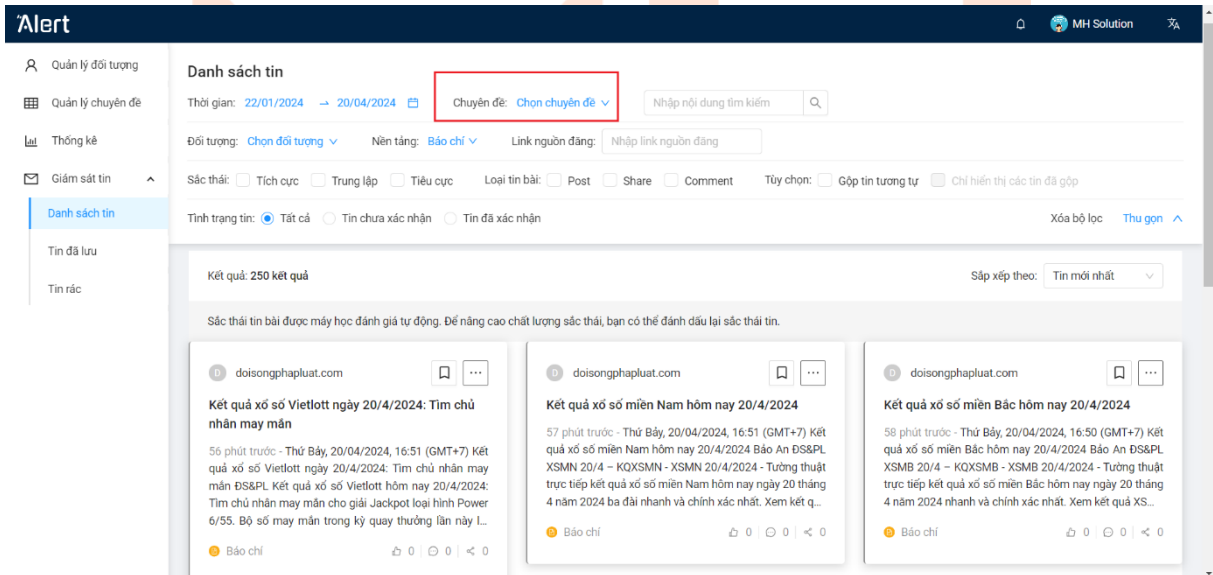 Alert
MH Solution
Quản lý đối tượng
Quản lý chuyên đề
Thống kê
Giám sát tin
Danh sách tin
Tin đã lưu
Tin rác
Danh sách tin
Thời gian: 22/01/2024 → 20/04/2024 Chuyên đề: Chọn chuyên đề Nhập nội dung tìm kiếm
Đối tượng: Chọn đối tượng Nền tảng: Báo chí Link nguồn đăng: Nhập link nguồn đăng
Sắc thái: Tích cực Trung lập Tiêu cực Loại tin bài: Post Share Comment Tùy chọn: Gộp tin tương tự Chỉ hiển thị các tin đã gộp
Tình trạng tin: Tất cả Tin chưa xác nhận Tin đã xác nhận Xóa bộ lọc Thu gọn
Kết quả: 250 kết quả Sắp xếp theo: Tin mới nhất
Sắc thái tin bài được máy học đánh giá tự động. Để nâng cao chất lượng sắc thái, bạn có thể đánh dấu lại sắc thái tin.
D doisongphapluat.com ...
Kết quả xổ số Vietlott ngày 20/4/2024: Tìm chủ
nhân may mắn
56 phút trước - Thứ Bảy, 20/04/2024, 16:51 (GMT+7) Kết
quả xổ số Vietlott ngày 20/4/2024: Tìm chủ nhân may
mắn ĐS&PL Kết quả xổ số Vietlott hôm nay 20/4/2024:
Tìm chủ nhân may mắn cho giải Jackpot loại hình Power
6/55. Bộ số may mắn trong kỳ quay thưởng lần này l...
Báo chí 0 0 0
D doisongphapluat.com ...
Kết quả xổ số miền Nam hôm nay 20/4/2024
57 phút trước - Thứ Bảy, 20/04/2024, 16:51 (GMT+7) Kết
quả xổ số miền Nam hôm nay 20/4/2024 Bảo An ĐS&PL
XSMN 20/4 – KQXSMN - XSMN 20/4/2024 - Tường thuật
trực tiếp kết quả xổ số miền Nam hôm nay ngày 20 tháng
4 năm 2024 ba đài nhanh và chính xác nhất. Xem kết q...
Báo chí 0 0 0
D doisongphapluat.com ...
Kết quả xổ số miền Bắc hôm nay 20/4/2024
58 phút trước - Thứ Bảy, 20/04/2024, 16:50 (GMT+7) Kết
quả xổ số miền Bắc hôm nay 20/4/2024 Bảo An ĐS&PL
XSMB 20/4 – KQXSMB - XSMB 20/4/2024 - Tường thuật
trực tiếp kết quả xổ số miền Bắc hôm nay ngày 20 tháng
4 năm 2024 nhanh và chính xác nhất. Xem kết quả XS...
Báo chí 0 0 0